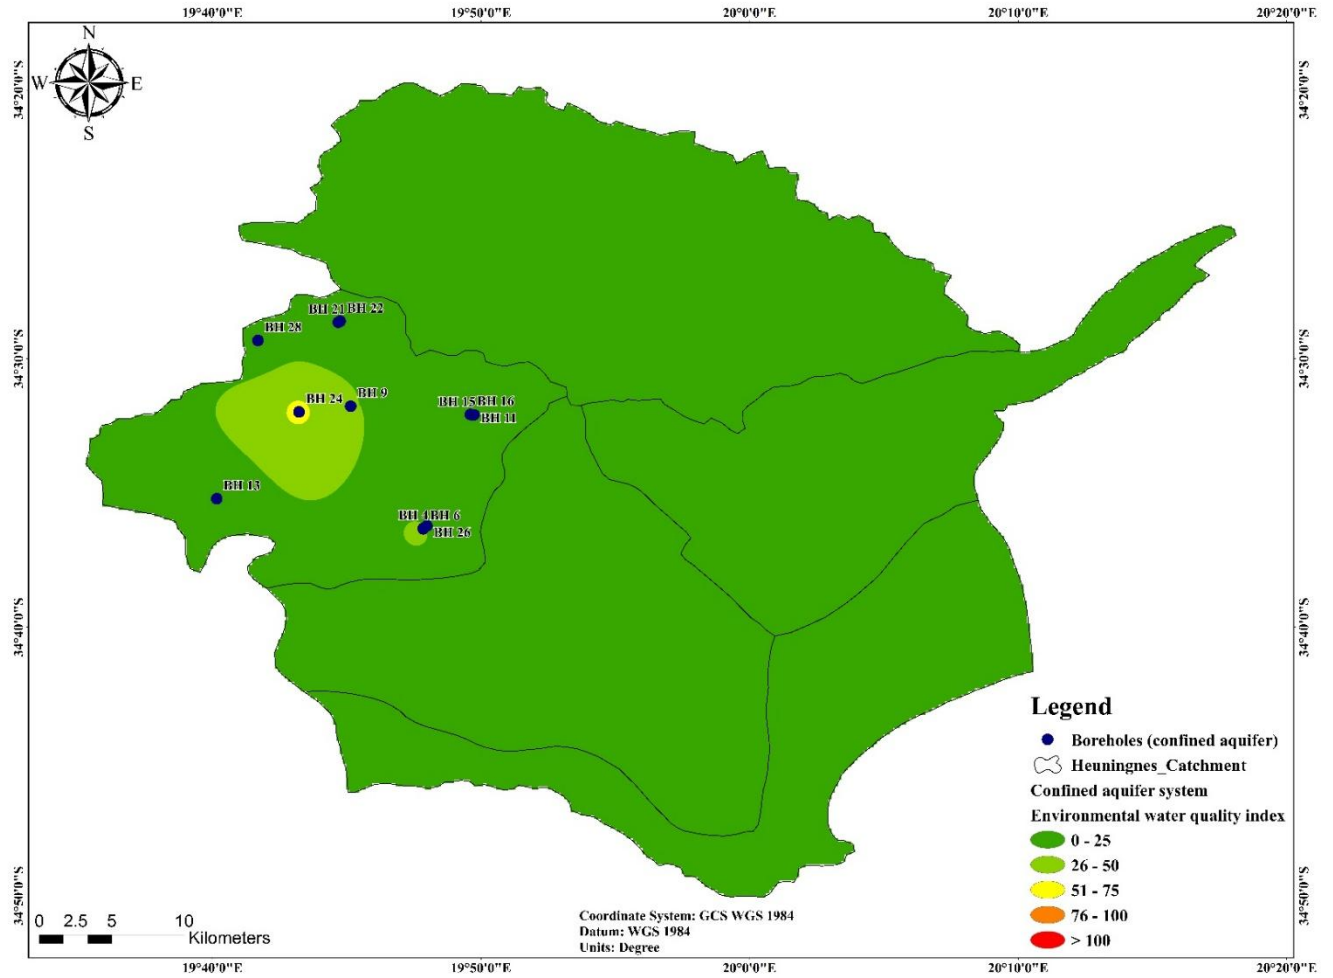 19°40'0"E 19°50'0"E 20°0'0"E 20°10'0"E 20°20'0"E
N
W E
S
34°20'0"S 34°20'0"S
BH 21 BH 22
BH 28
34°30'0"S 34°30'0"S
BH 24 BH 9
BH 15 BH 16
BH 11
BH 13
BH 4 BH 6
BH 26
34°40'0"S 34°40'0"S
Legend
Boreholes (confined aquifer)
Heuningnes_Catchment
Confined aquifer system
Environmental water quality index
0 - 25
26 - 50
51 - 75
76 - 100
> 100
34°50'0"S 34°50'0"S
0 2.5 5 10
Kilometers
Coordinate System: GCS WGS 1984
Datum: WGS 1984
Units: Degree
19°40'0"E 19°50'0"E 20°0'0"E 20°10'0"E